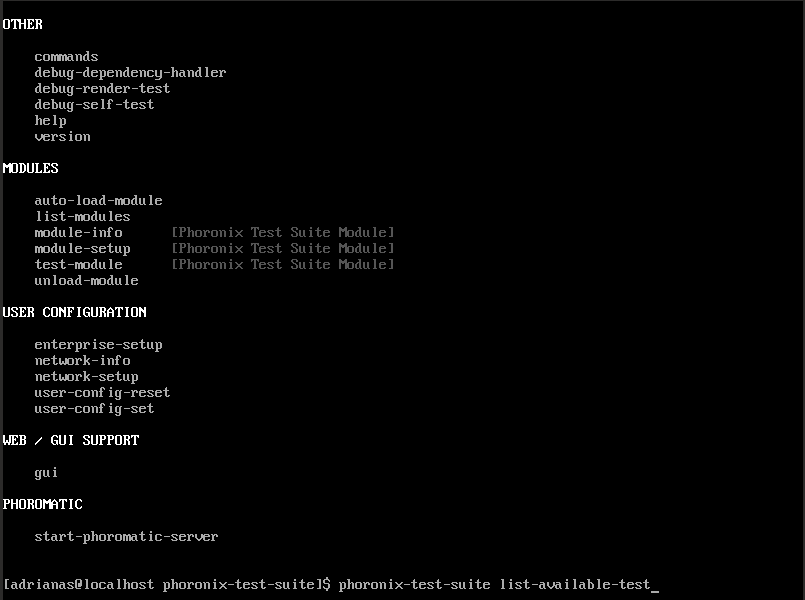 OTHER
commands
debug-dependency-handler
debug-render-test
debug-self-test
help
version
MODULES
auto-load-module
list-modules
module-info [Phoronix Test Suite Module]
module-setup [Phoronix Test Suite Module]
test-module [Phoronix Test Suite Module]
unload-module
USER CONFIGURATION
enterprise-setup
network-info
network-setup
user-config-reset
user-config-set
WEB / GUI SUPPORT
gui
PHOROMATIC
start-phoromatic-server
[adrianas@localhost phoronix-test-suite]$ phoronix-test-suite list-available-test_